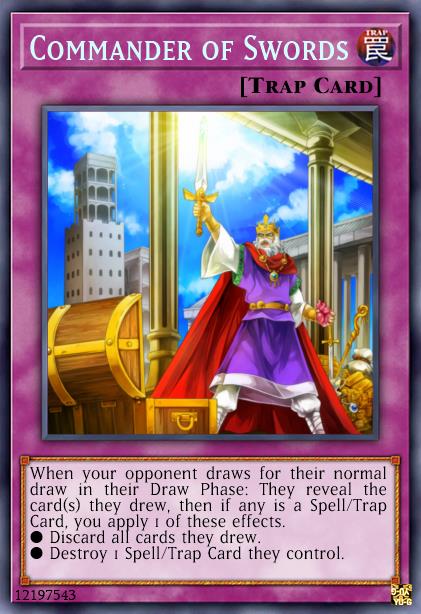 Commander of Swords
TRAP
罠
[Trap Card]
When your opponent draws for their normal
draw in their Draw Phase: They reveal the
card(s) they drew, then if any is a Spell/Trap
Card, you apply 1 of these effects.
● Discard all cards they drew.
● Destroy 1 Spell/Trap Card they control.
12197543